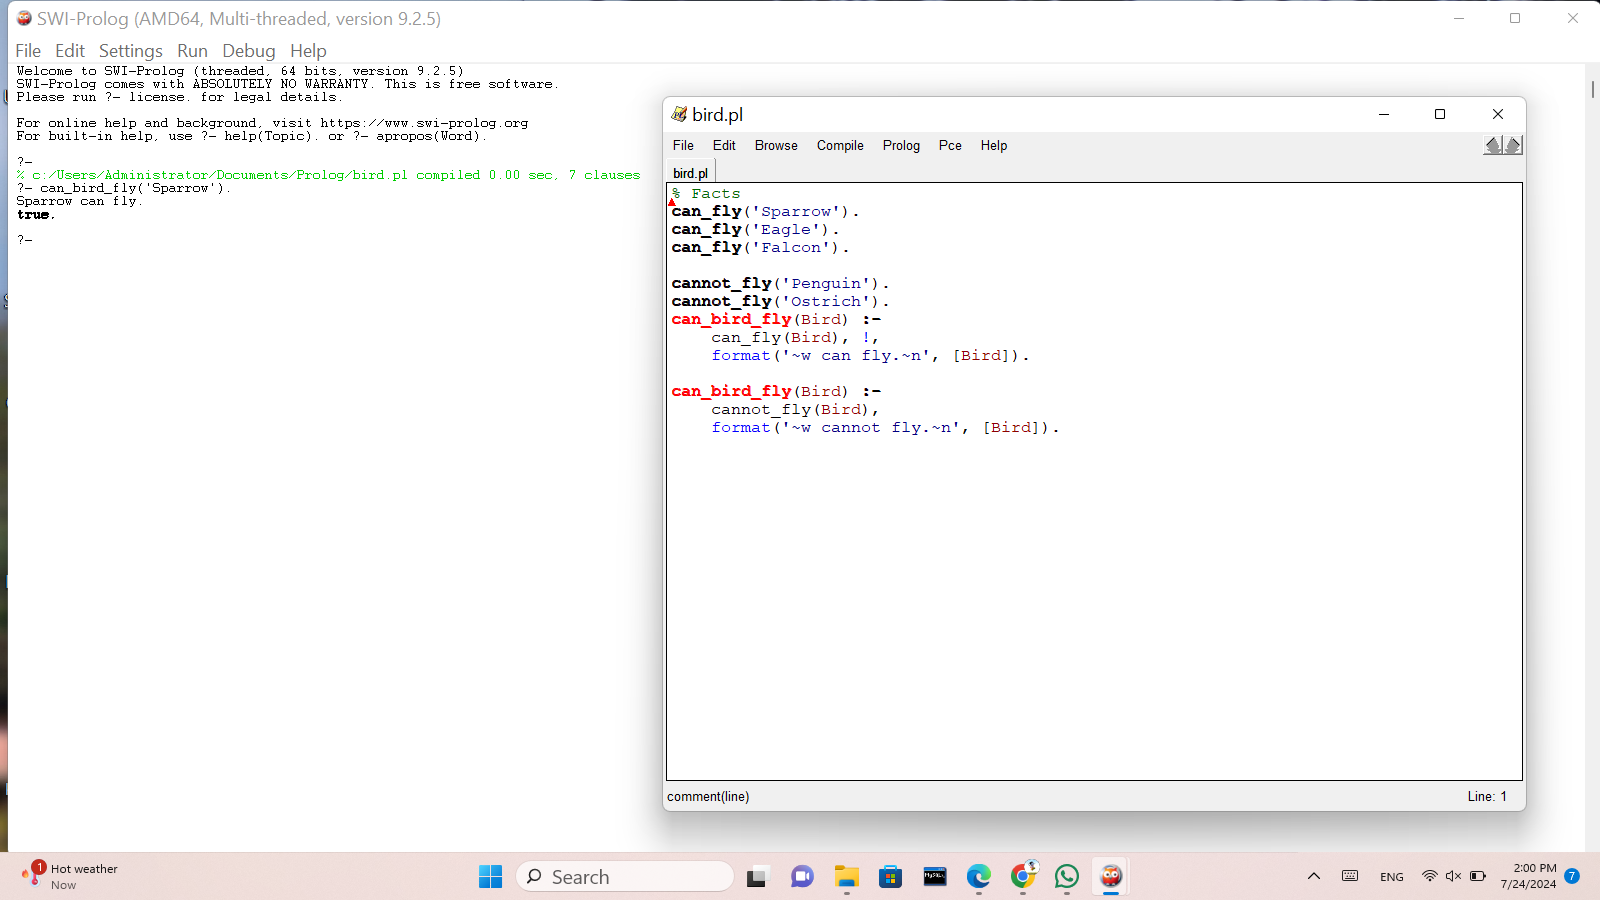 SWI-Prolog (AMD64, Multi-threaded, version 9.2.5)
File Edit Settings Run Debug Help
Welcome to SWI-Prolog (threaded, 64 bits, version 9.2.5)
SWI-Prolog comes with ABSOLUTELY NO WARRANTY. This is free software.
Please run ?- license. for legal details.
For online help and background, visit https://www.swi-prolog.org
For built-in help, use ?- help(Topic). or ?- apropos(Word).
?-
% c:/Users/Administrator/Documents/Prolog/bird.pl compiled 0.00 sec, 7 clauses
?- can_bird_fly('Sparrow').
Sparrow can fly.
true.
?-
bird.pl
File Edit Browse Compile Prolog Pce Help
bird.pl
% Facts
can_fly('Sparrow').
can_fly('Eagle').
can_fly('Falcon').
cannot_fly('Penguin').
cannot_fly('Ostrich').
can_bird_fly(Bird) :-
can_fly(Bird), !,
format('~w can fly.~n', [Bird]).
can_bird_fly(Bird) :-
cannot_fly(Bird),
format('~w cannot fly.~n', [Bird]).
comment(line) Line: 1
1
Hot weather
Now
Search
MySQL
ENG
2:00 PM
7/24/2024
7